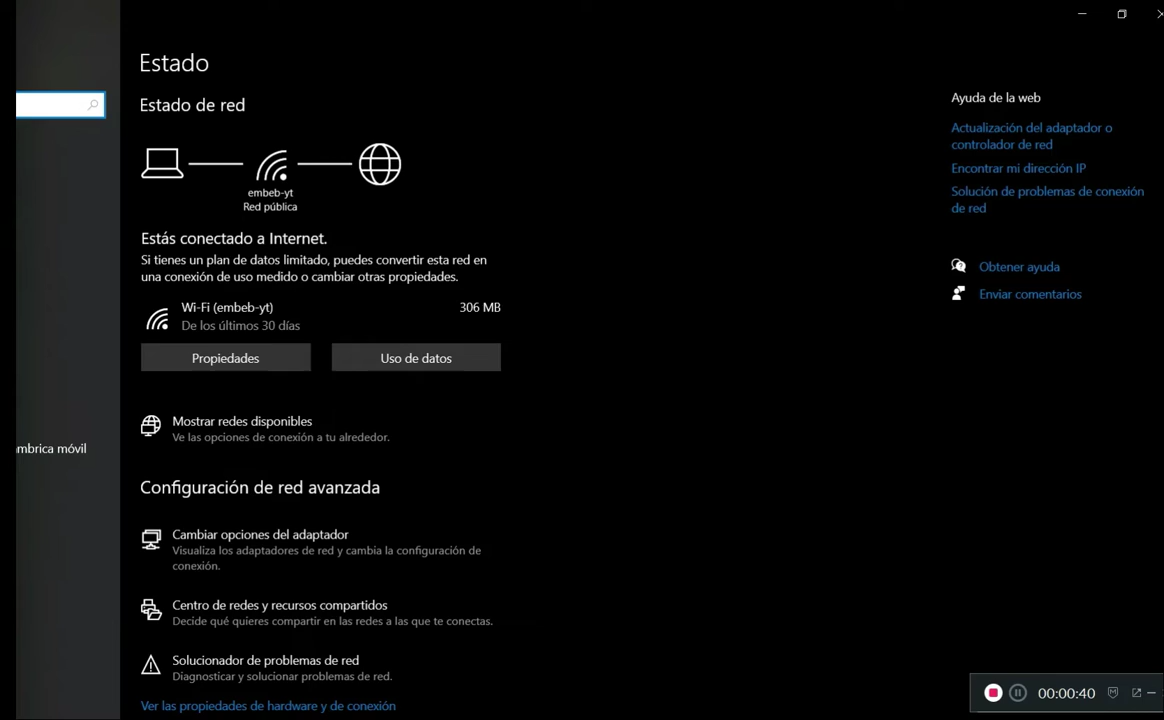 Estado
Estado de red
embeb-yt
Red pública
Estás conectado a Internet.
Si tienes un plan de datos limitado, puedes convertir esta red en
una conexión de uso medido o cambiar otras propiedades.
Wi-Fi (embeb-yt)
306 MB
De los últimos 30 días
Propiedades
Uso de datos
Mostrar redes disponibles
Ve las opciones de conexión a tu alrededor.
mbrica móvil
Configuración de red avanzada
Cambiar opciones del adaptador
Visualiza los adaptadores de red y cambia la configuración de
conexión.
Centro de redes y recursos compartidos
Decide qué quieres compartir en las redes a las que te conectas.
Solucionador de problemas de red
Diagnosticar y solucionar problemas de red.
Ver las propiedades de hardware y de conexión
Ayuda de la web
Actualización del adaptador o
controlador de red
Encontrar mi dirección IP
Solución de problemas de conexión
de red
Obtener ayuda
Enviar comentarios
00:00:40